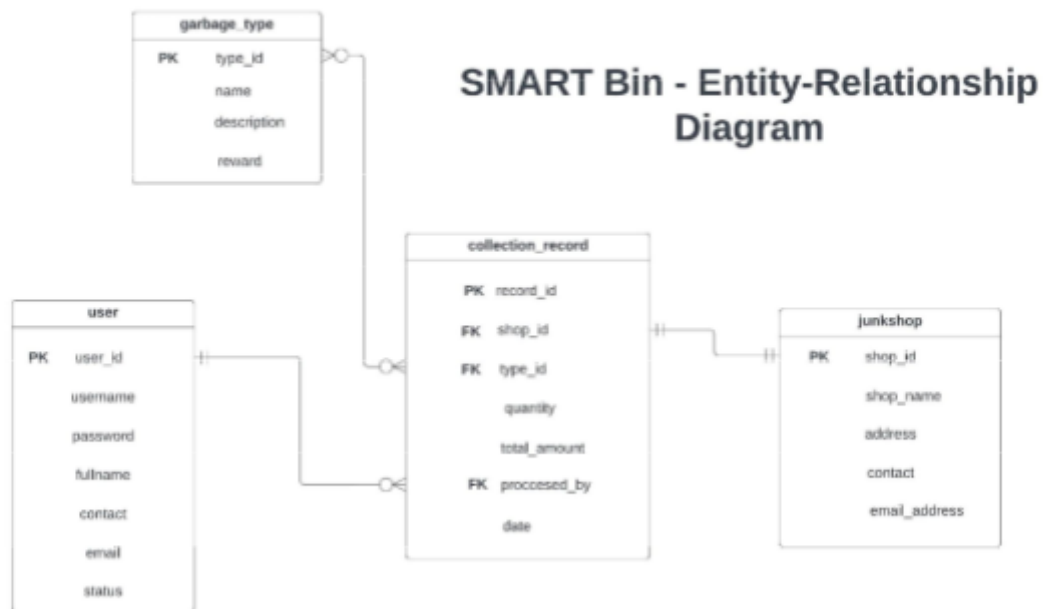 garbage_type
PK type_id
name
description
reward
SMART Bin - Entity-Relationship
Diagram
collection_record
PK record_id
FK shop_id
FK type_id
quantity
total_amount
FK proccesed_by
date
user
PK user_id
username
password
fullname
contact
email
status
junkshop
PK shop_id
shop_name
address
contact
email_address